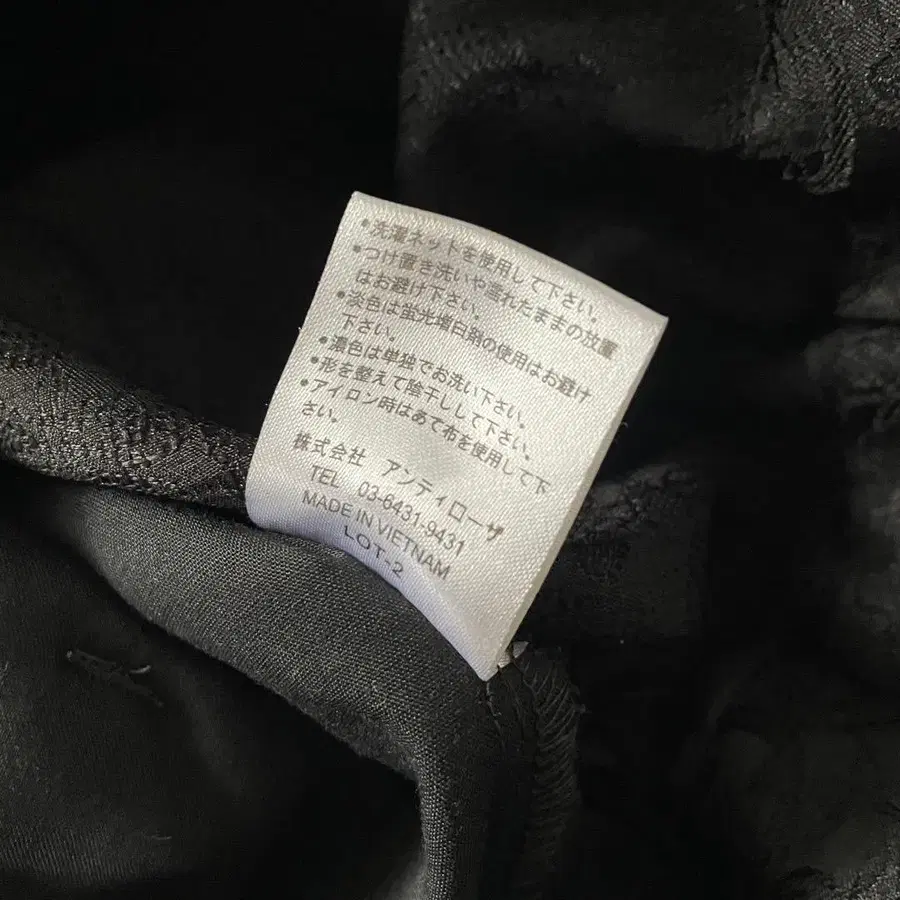 •洗濯ネットを使用して下さい。
•つけ置き洗いや濡れたままの放置
はお避け下さい。
•淡色は蛍光増白剤の使用はお避け
下さい。
•濃色は単独でお洗い下さい。
•形を整えて陰干しして下さい。
•アイロン時はあて布を使用して下
さい。
株式会社 アンティローザ
TEL 03-6431-9431
MADE IN VIETNAM
LOT-2